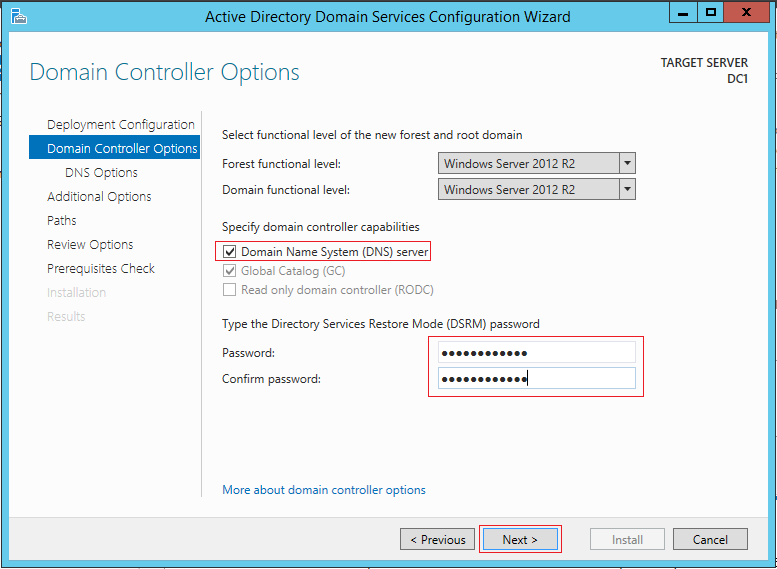 Active Directory Domain Services Configuration Wizard
Domain Controller Options
TARGET SERVER
DC1
Deployment Configuration
Domain Controller Options
DNS Options
Additional Options
Paths
Review Options
Prerequisites Check
Installation
Results
Select functional level of the new forest and root domain
Forest functional level: Windows Server 2012 R2
Domain functional level: Windows Server 2012 R2
Specify domain controller capabilities
Domain Name System (DNS) server
Global Catalog (GC)
Read only domain controller (RODC)
Type the Directory Services Restore Mode (DSRM) password
Password: ●●●●●●●●●●●●
Confirm password: ●●●●●●●●●●●●
More about domain controller options
< Previous Next > Install Cancel